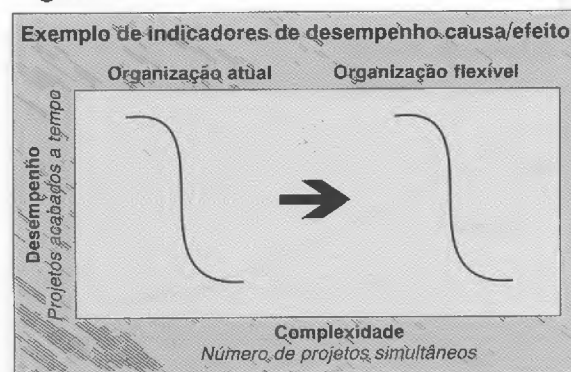 Exemplo de indicadores de desempenho causa/efeito
Organização atual
Organização flexível
Desempenho
Projetos acabados a tempo
Complexidade
Número de projetos simultâneos